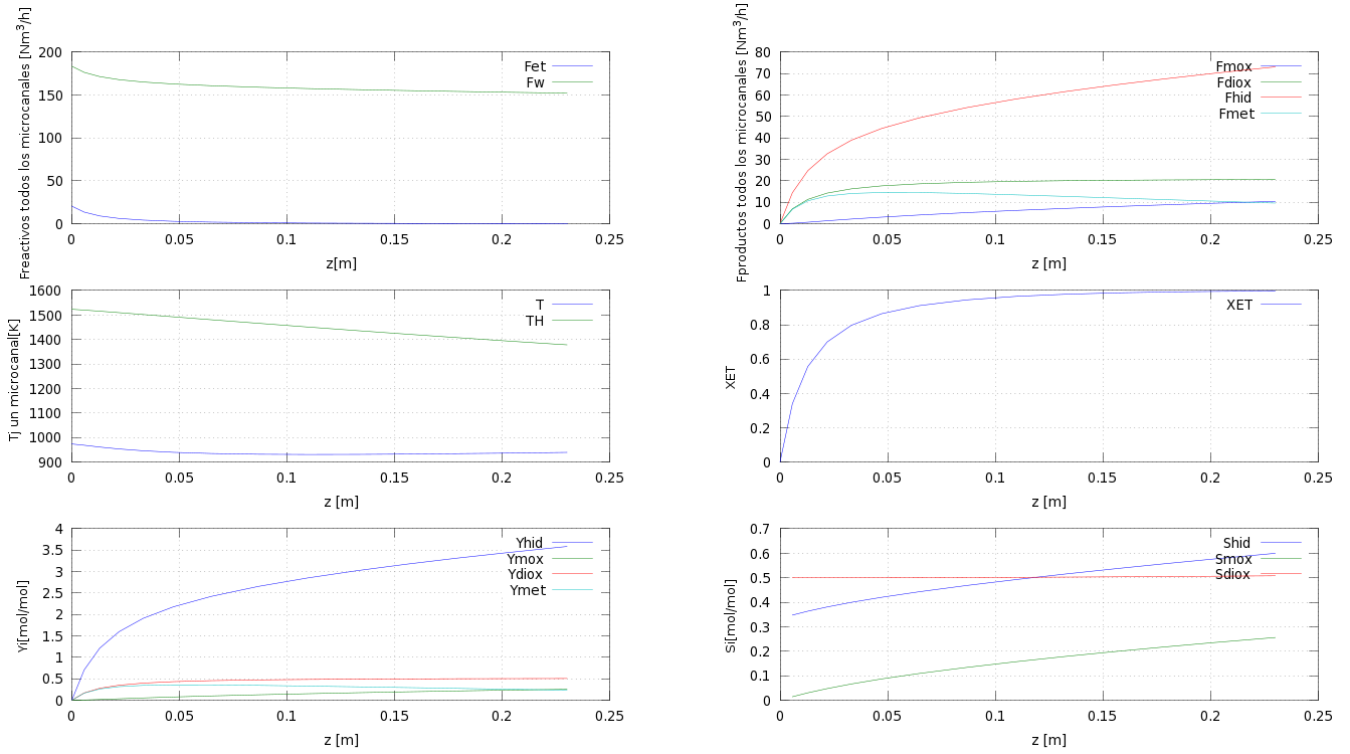 Freactivos todos los microcanales [Nm³/h]
200
150
100
50
0
Fet
Fw
0 0.05 0.1 0.15 0.2 0.25
z[m]
Fproductos todos los microcanales [Nm³/h]
80
70
60
50
40
30
20
10
0
Fmox
Fdiox
Fhid
Fmet
0 0.05 0.1 0.15 0.2 0.25
z [m]
Tj un microcanal[K]
1600
1500
1400
1300
1200
1100
1000
900
T
TH
0 0.05 0.1 0.15 0.2 0.25
z [m]
XET
1
0.8
0.6
0.4
0.2
0
XET
0 0.05 0.1 0.15 0.2 0.25
z [m]
Yi[mol/mol]
4
3.5
3
2.5
2
1.5
1
0.5
0
Yhid
Ymox
Ydiox
Ymet
0 0.05 0.1 0.15 0.2 0.25
z [m]
Si[mol/mol]
0.7
0.6
0.5
0.4
0.3
0.2
0.1
0
Shid
Smox
Sdiox
0 0.05 0.1 0.15 0.2 0.25
z [m]